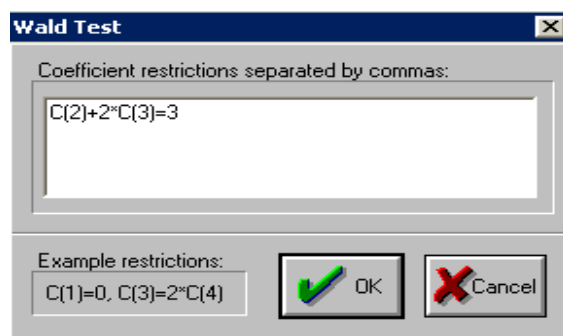 Wald Test
Coefficient restrictions separated by commas:
C(2)+2*C(3)=3
Example restrictions:
C(1)=0, C(3)=2*C(4)
OK
Cancel